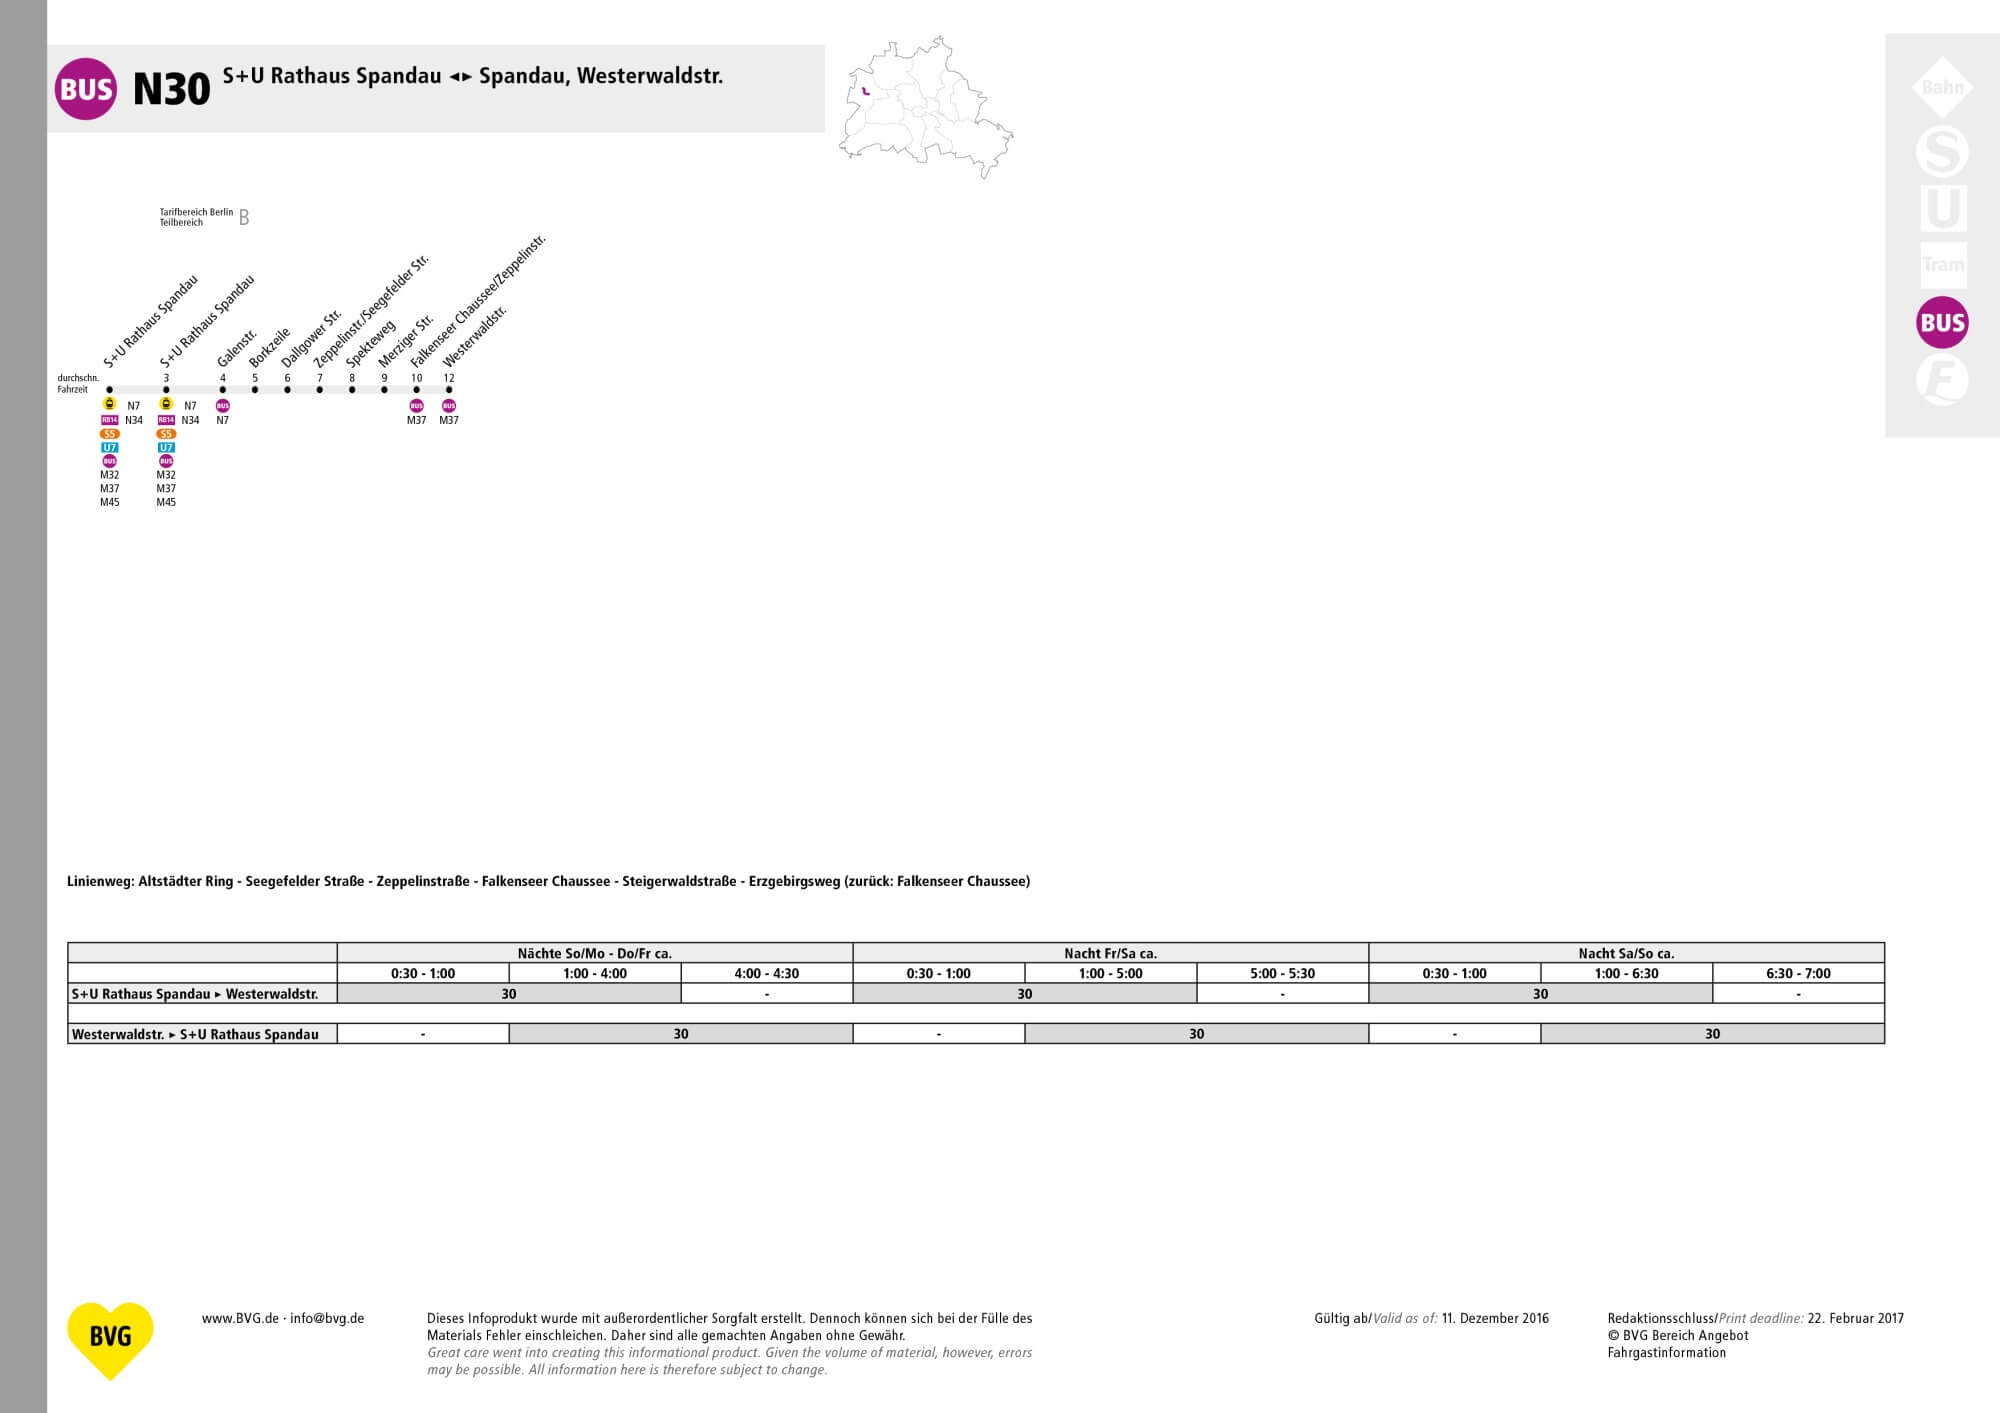 BUS N30 S+U Rathaus Spandau ◂▸ Spandau, Westerwaldstr.
Bahn
S
U
Tram
BUS
F
Tarifbereich Berlin
Teilbereich B
S+U Rathaus Spandau
S+U Rathaus Spandau
Galenstr.
Borkzeile
Dallgower Str.
Zeppelinstr./Seegefelder Str.
Spekteweg
Merziger Str.
Falkenseer Chaussee/Zeppelinstr.
Westerwaldstr.
durchschn. 3 4 5 6 7 8 9 10 12
Fahrzeit
N7 N7 BUS BUS BUS
RB14 N34 RB14 N34 N7 M37 M37
S5 S5
U7 U7
BUS BUS
M32 M32
M37 M37
M45 M45
Linienweg: Altstädter Ring - Seegefelder Straße - Zeppelinstraße - Falkenseer Chaussee - Steigerwaldstraße - Erzgebirgsweg (zurück: Falkenseer Chaussee)
Nächte So/Mo - Do/Fr ca. Nacht Fr/Sa ca. Nacht Sa/So ca.
0:30 - 1:00 1:00 - 4:00 4:00 - 4:30 0:30 - 1:00 1:00 - 5:00 5:00 - 5:30 0:30 - 1:00 1:00 - 6:30 6:30 - 7:00
S+U Rathaus Spandau ▸ Westerwaldstr. 30 - 30 - 30 -
Westerwaldstr. ▸ S+U Rathaus Spandau - 30 - 30 - 30
BVG
www.BVG.de · info@bvg.de
Dieses Infoprodukt wurde mit außerordentlicher Sorgfalt erstellt. Dennoch können sich bei der Fülle des
Materials Fehler einschleichen. Daher sind alle gemachten Angaben ohne Gewähr.
Great care went into creating this informational product. Given the volume of material, however, errors
may be possible. All information here is therefore subject to change.
Gültig ab/Valid as of: 11. Dezember 2016
Redaktionsschluss/Print deadline: 22. Februar 2017
© BVG Bereich Angebot
Fahrgastinformation